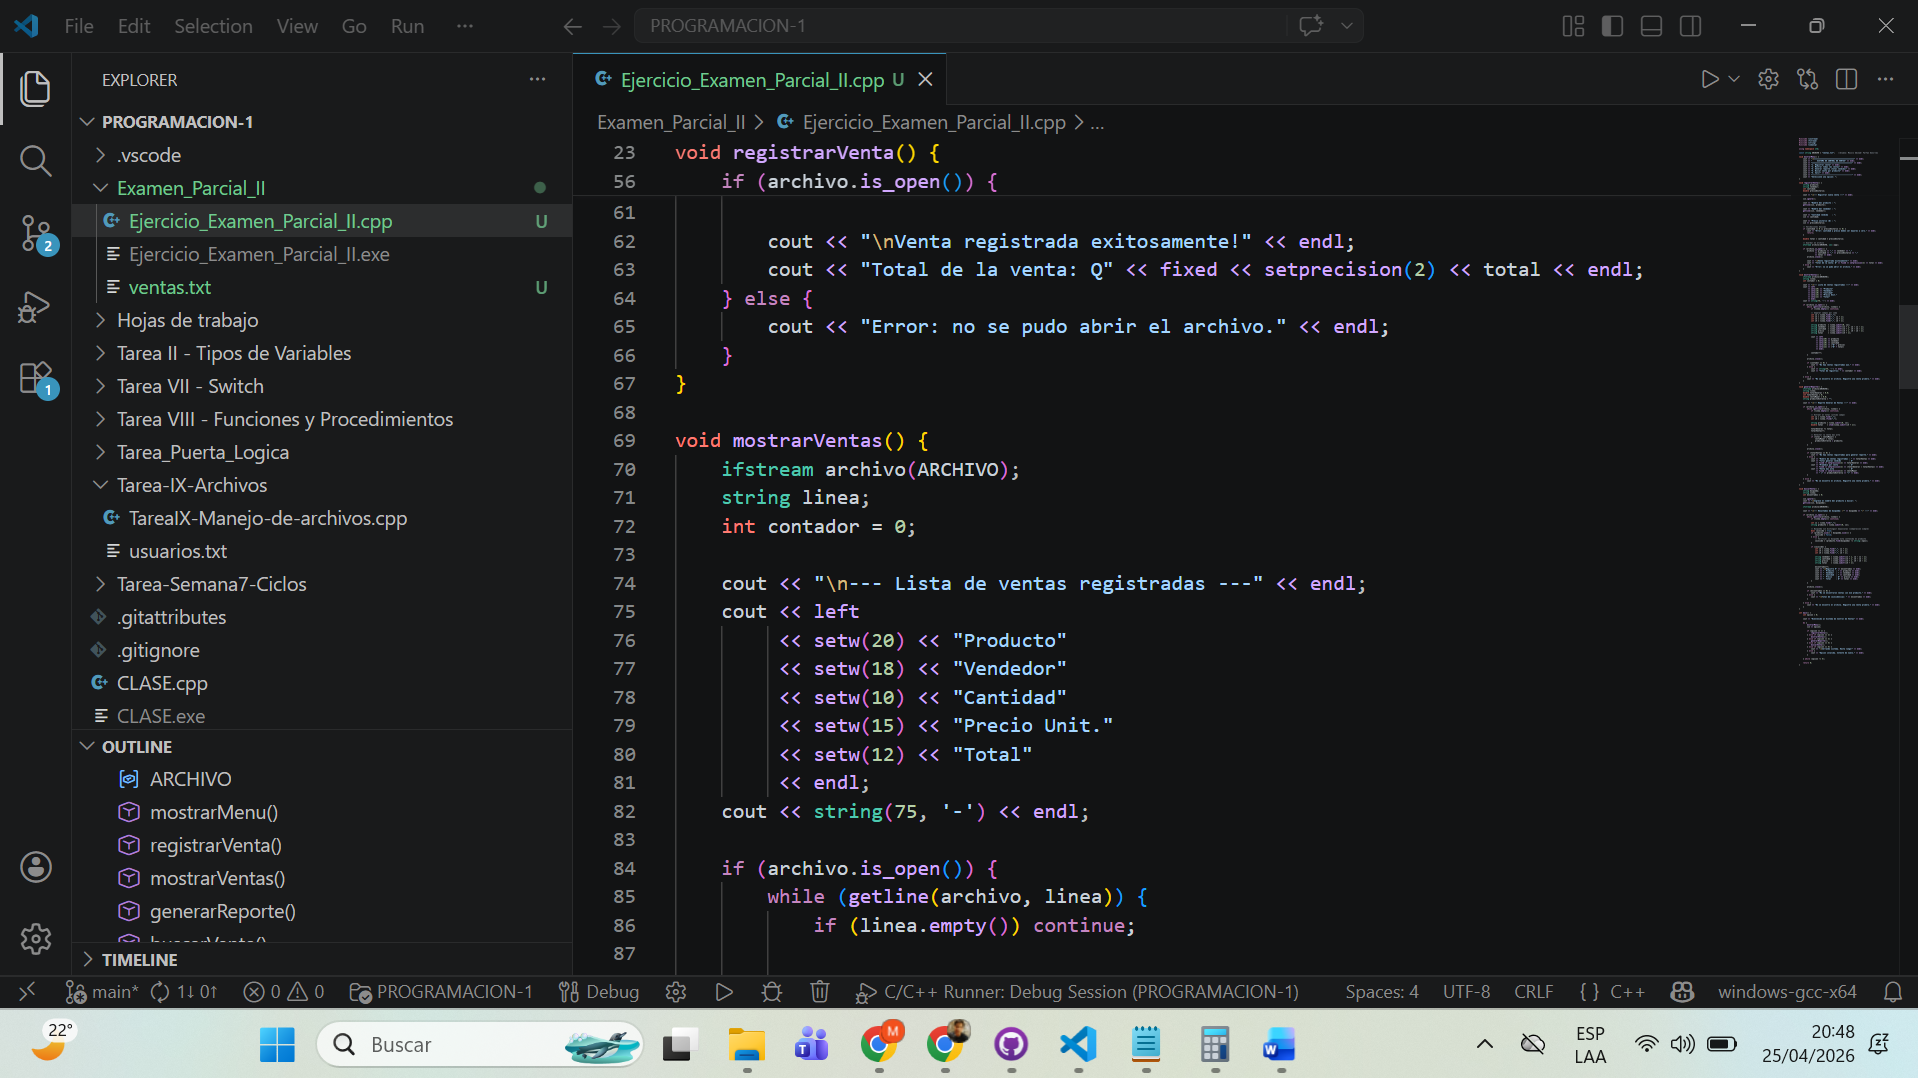 File Edit Selection View Go Run ···
PROGRAMACION-1
EXPLORER
PROGRAMACION-1
.vscode
Examen_Parcial_II
Ejercicio_Examen_Parcial_II.cpp U
Ejercicio_Examen_Parcial_II.exe
ventas.txt U
Hojas de trabajo
Tarea II - Tipos de Variables
Tarea VII - Switch
Tarea VIII - Funciones y Procedimientos
Tarea_Puerta_Logica
Tarea-IX-Archivos
TareaIX-Manejo-de-archivos.cpp
usuarios.txt
Tarea-Semana7-Ciclos
.gitattributes
.gitignore
CLASE.cpp
CLASE.exe
OUTLINE
ARCHIVO
mostrarMenu()
registrarVenta()
mostrarVentas()
generarReporte()
TIMELINE
2
1
Ejercicio_Examen_Parcial_II.cpp U
Examen_Parcial_II > Ejercicio_Examen_Parcial_II.cpp > ...
23 void registrarVenta() {
56 if (archivo.is_open()) {
61
62 cout << "\nVenta registrada exitosamente!" << endl;
63 cout << "Total de la venta: Q" << fixed << setprecision(2) << total << endl;
64 } else {
65 cout << "Error: no se pudo abrir el archivo." << endl;
66 }
67 }
68
69 void mostrarVentas() {
70 ifstream archivo(ARCHIVO);
71 string linea;
72 int contador = 0;
73
74 cout << "\n--- Lista de ventas registradas ---" << endl;
75 cout << left
76 << setw(20) << "Producto"
77 << setw(18) << "Vendedor"
78 << setw(10) << "Cantidad"
79 << setw(15) << "Precio Unit."
80 << setw(12) << "Total"
81 << endl;
82 cout << string(75, '-') << endl;
83
84 if (archivo.is_open()) {
85 while (getline(archivo, linea)) {
86 if (linea.empty()) continue;
87
main* 1↓ 0↑ 0 0 PROGRAMACION-1 Debug C/C++ Runner: Debug Session (PROGRAMACION-1) Spaces: 4 UTF-8 CRLF { } C++ windows-gcc-x64
22°
Buscar
ESP
LAA
20:48
25/04/2026